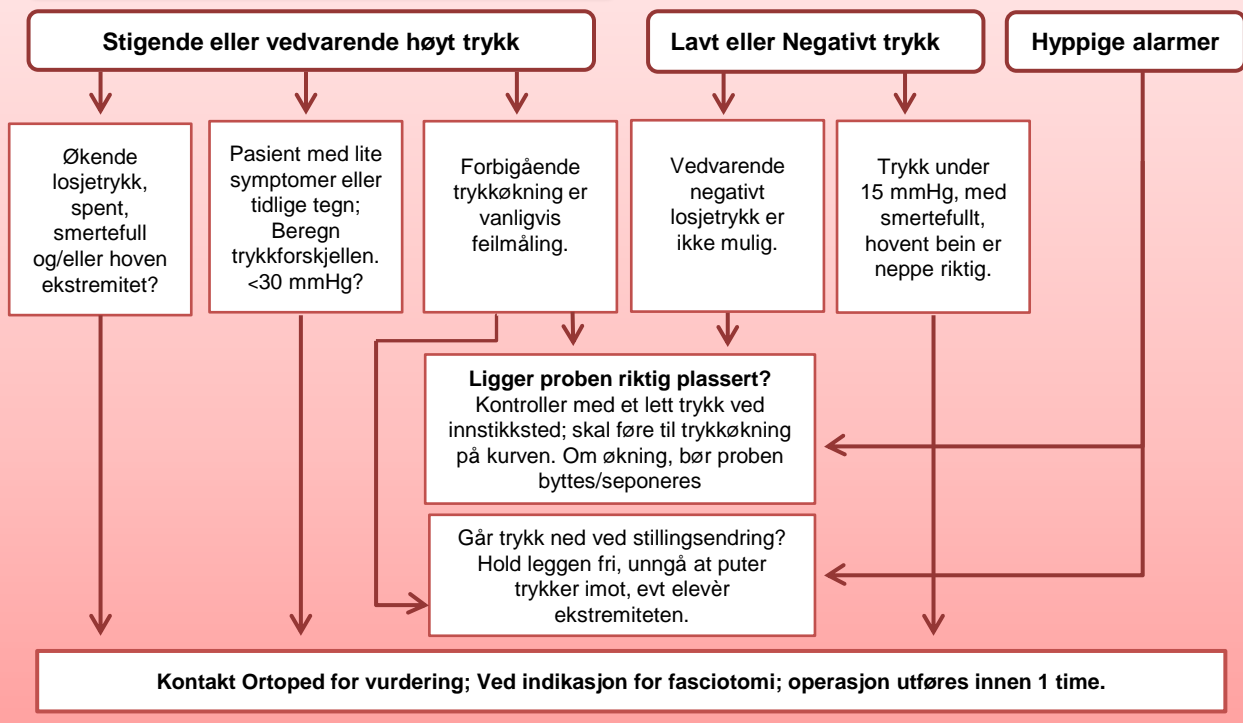 Stigende eller vedvarende høyt trykk
Lavt eller Negativt trykk
Hyppige alarmer
Økende
losjetrykk,
spent,
smertefull
og/eller hoven
ekstremitet?
Pasient med lite
symptomer eller
tidlige tegn;
Beregn
trykkforskjellen.
<30 mmHg?
Forbigående
trykkøkning er
vanligvis
feilmåling.
Vedvarende
negativt
losjetrykk er
ikke mulig.
Trykk under
15 mmHg, med
smertefullt,
hovent bein er
neppe riktig.
Ligger proben riktig plassert?
Kontroller med et lett trykk ved
innstikksted; skal føre til trykkøkning
på kurven. Om økning, bør proben
byttes/seponeres
Går trykk ned ved stillingsendring?
Hold leggen fri, unngå at puter
trykker imot, evt elevèr
ekstremiteten.
Kontakt Ortoped for vurdering; Ved indikasjon for fasciotomi; operasjon utføres innen 1 time.